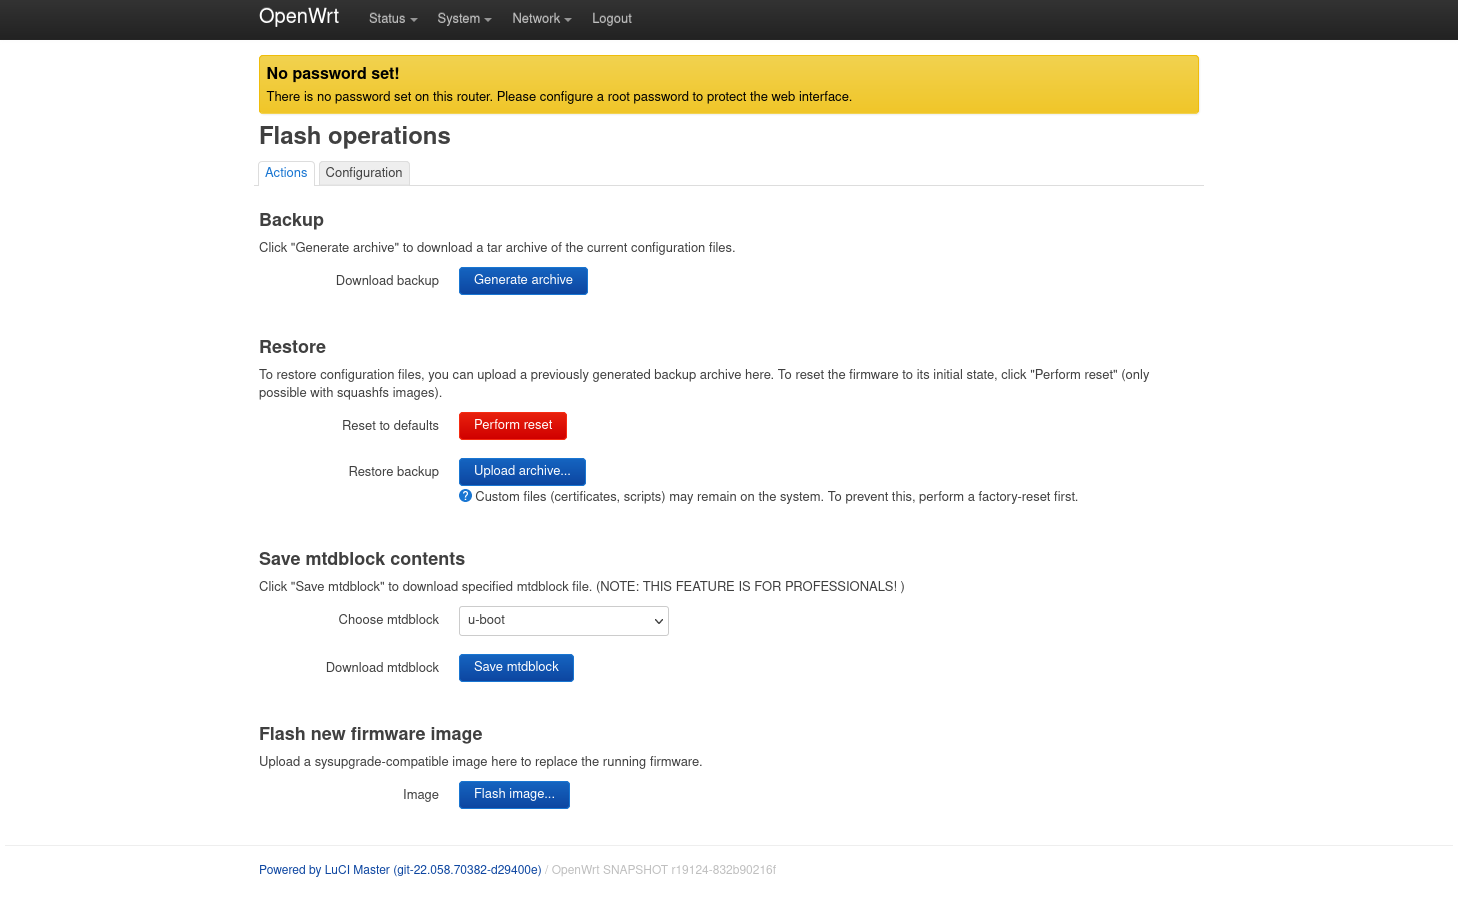 OpenWrt Status System Network Logout
No password set!
There is no password set on this router. Please configure a root password to protect the web interface.
Flash operations
Actions Configuration
Backup
Click "Generate archive" to download a tar archive of the current configuration files.
Download backup Generate archive
Restore
To restore configuration files, you can upload a previously generated backup archive here. To reset the firmware to its initial state, click "Perform reset" (only
possible with squashfs images).
Reset to defaults Perform reset
Restore backup Upload archive...
? Custom files (certificates, scripts) may remain on the system. To prevent this, perform a factory-reset first.
Save mtdblock contents
Click "Save mtdblock" to download specified mtdblock file. (NOTE: THIS FEATURE IS FOR PROFESSIONALS! )
Choose mtdblock u-boot
Download mtdblock Save mtdblock
Flash new firmware image
Upload a sysupgrade-compatible image here to replace the running firmware.
Image Flash image...
Powered by LuCI Master (git-22.058.70382-d29400e) / OpenWrt SNAPSHOT r19124-832b90216f